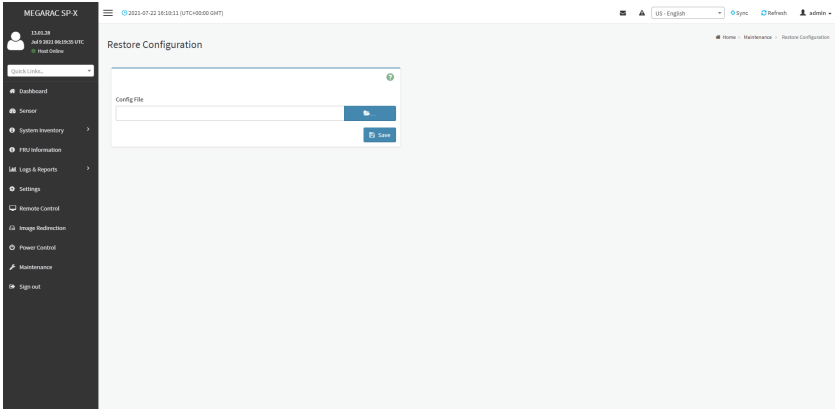 MEGARAC SP-X
2021-07-22 16:10:11 (UTC+00:00 GMT)
US - English
Sync
Refresh
admin
13.01.28
Jul 9 2021 06:19:35 UTC
Host Online
Quick Links...
Dashboard
Sensor
System Inventory
FRU Information
Logs & Reports
Settings
Remote Control
Image Redirection
Power Control
Maintenance
Sign out
Restore Configuration
Home > Maintenance > Restore Configuration
Config File
...
Save